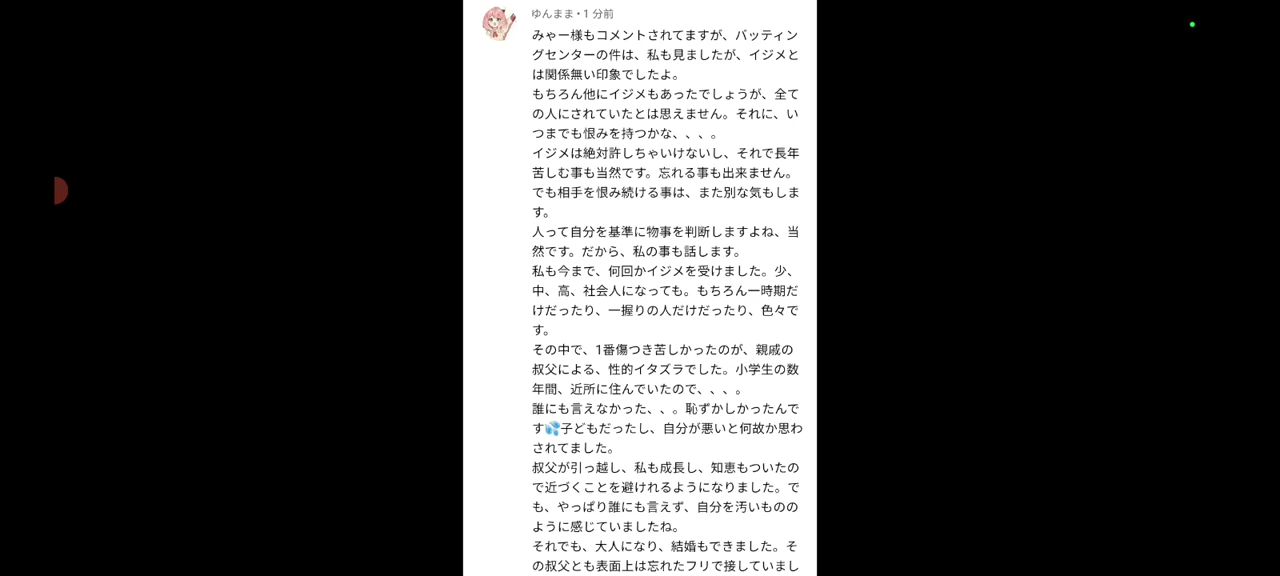 ゆんまま • 1 分前
みゃー様もコメントされてますが、バッティン
グセンターの件は、私も見ましたが、イジメと
は関係無い印象でしたよ。
もちろん他にイジメもあったでしょうが、全て
の人にされていたとは思えません。それに、い
つまでも恨みを持つかな、、、。
イジメは絶対許しちゃいけないし、それで長年
苦しむ事も当然です。忘れる事も出来ません。
でも相手を恨み続ける事は、また別な気もしま
す。
人って自分を基準に物事を判断しますよね、当
然です。だから、私の事も話します。
私も今まで、何回かイジメを受けました。少、
中、高、社会人になっても。もちろん一時期だ
けだったり、一握りの人だけだったり、色々で
す。
その中で、1番傷つき苦しかったのが、親戚の
叔父による、性的イタズラでした。小学生の数
年間、近所に住んでいたので、、、。
誰にも言えなかった、、。恥ずかしかったんで
す💦子どもだったし、自分が悪いと何故か思わ
されてました。
叔父が引っ越し、私も成長し、知恵もついたの
で近づくことを避けれるようになりました。で
も、やっぱり誰にも言えず、自分を汚いものの
ように感じていましたね。
それでも、大人になり、結婚もできました。そ
の叔父とも表面上は忘れたフリで接していまし